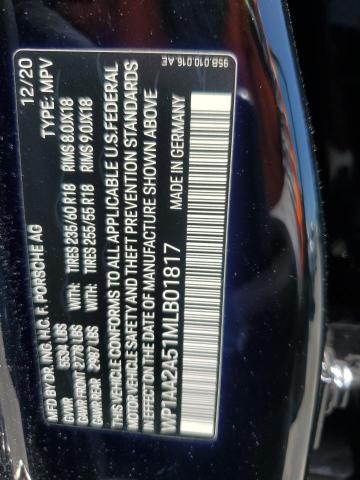 95B.010.016.AE
MFD BY DR. ING. H.C. F. PORSCHE AG 12/20
GVWR 5534 LBS TYPE: MPV
GAWR FRONT 2778 LBS WITH: TIRES 235/60 R18 RIMS 8.0JX18
GAWR REAR 2987 LBS WITH: TIRES 255/55 R18 RIMS 9.0JX18
THIS VEHICLE CONFORMS TO ALL APPLICABLE U.S. FEDERAL
MOTOR VEHICLE SAFETY AND THEFT PREVENTION STANDARDS
IN EFFECT ON THE DATE OF MANUFACTURE SHOWN ABOVE.
WP1AA2A51MLB01817
MADE IN GERMANY